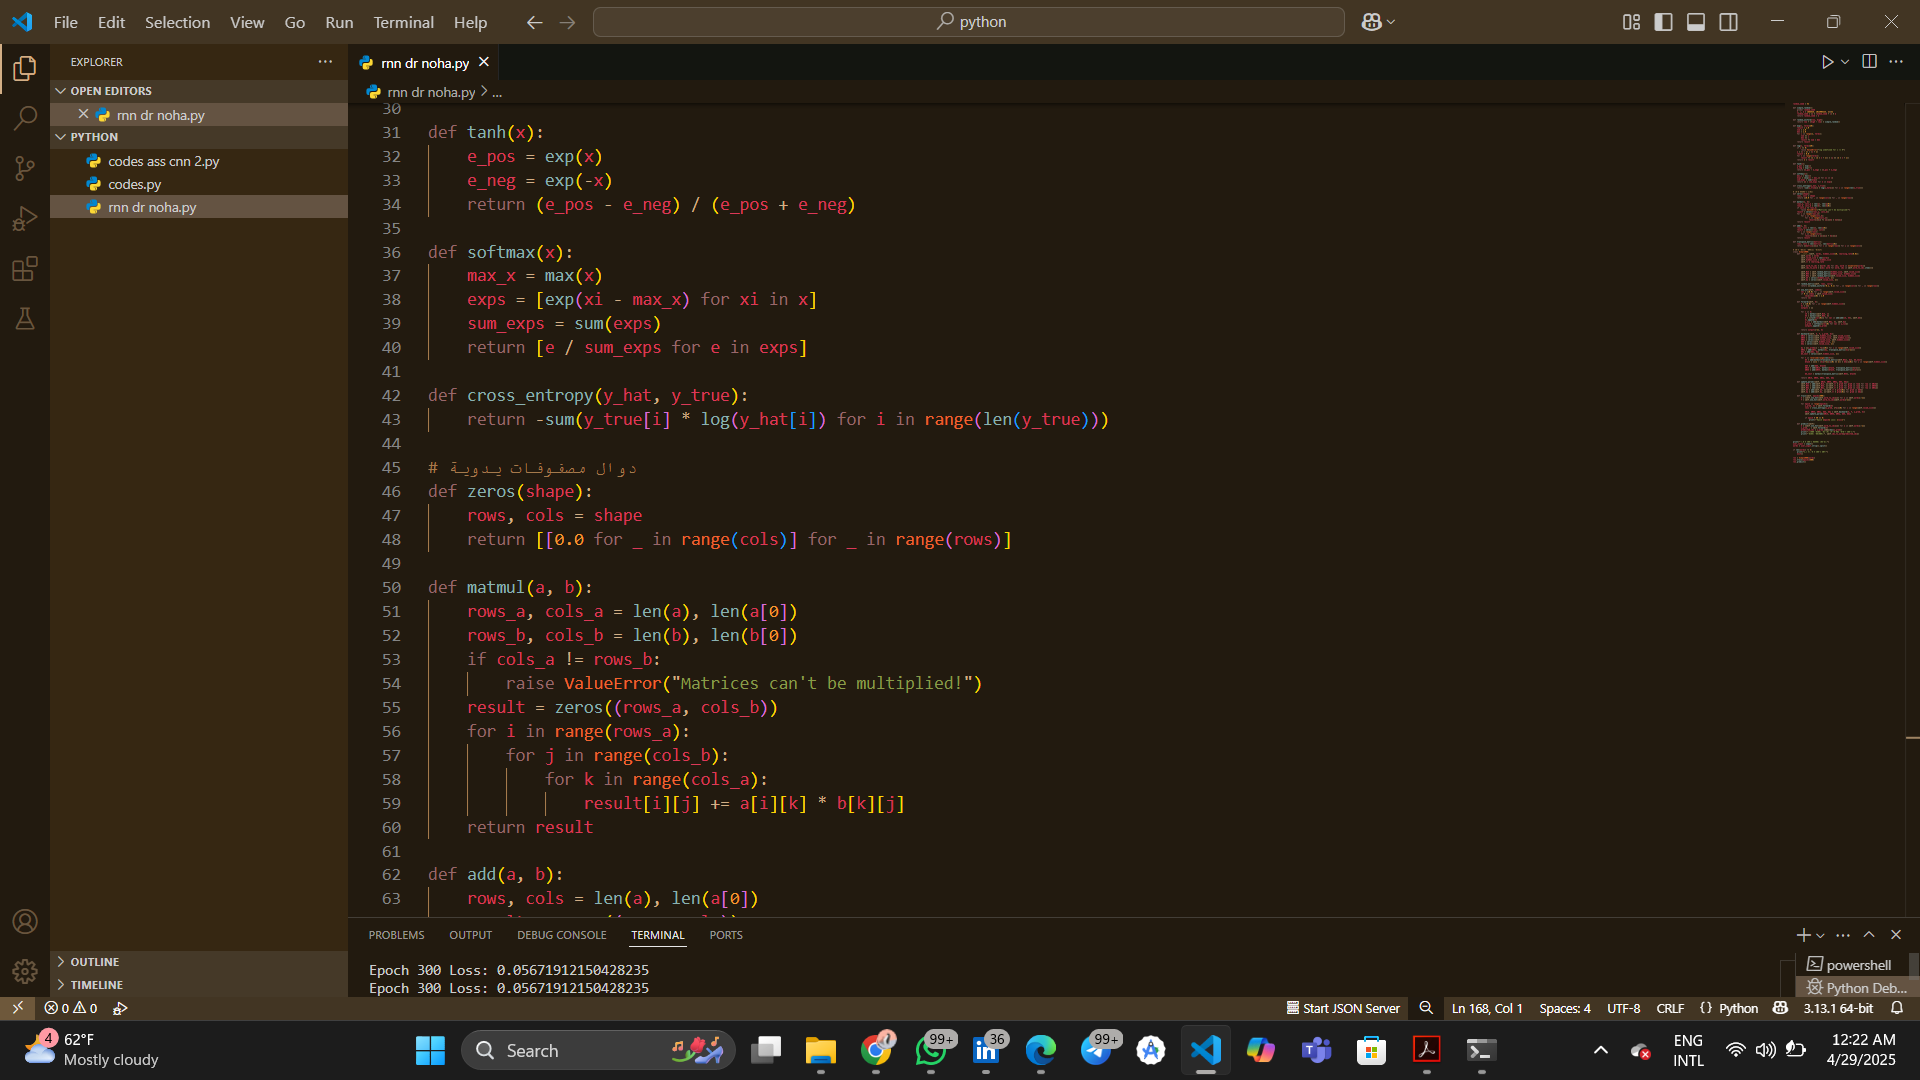 File Edit Selection View Go Run Terminal Help
python
EXPLORER
OPEN EDITORS
rnn dr noha.py
PYTHON
codes ass cnn 2.py
codes.py
rnn dr noha.py
OUTLINE
TIMELINE
rnn dr noha.py
rnn dr noha.py > ...
30
31 def tanh(x):
32 e_pos = exp(x)
33 e_neg = exp(-x)
34 return (e_pos - e_neg) / (e_pos + e_neg)
35
36 def softmax(x):
37 max_x = max(x)
38 exps = [exp(xi - max_x) for xi in x]
39 sum_exps = sum(exps)
40 return [e / sum_exps for e in exps]
41
42 def cross_entropy(y_hat, y_true):
43 return -sum(y_true[i] * log(y_hat[i]) for i in range(len(y_true)))
44
45 # دوال مصفوفات يدوية
46 def zeros(shape):
47 rows, cols = shape
48 return [[0.0 for _ in range(cols)] for _ in range(rows)]
49
50 def matmul(a, b):
51 rows_a, cols_a = len(a), len(a[0])
52 rows_b, cols_b = len(b), len(b[0])
53 if cols_a != rows_b:
54 raise ValueError("Matrices can't be multiplied!")
55 result = zeros((rows_a, cols_b))
56 for i in range(rows_a):
57 for j in range(cols_b):
58 for k in range(cols_a):
59 result[i][j] += a[i][k] * b[k][j]
60 return result
61
62 def add(a, b):
63 rows, cols = len(a), len(a[0])
PROBLEMS OUTPUT DEBUG CONSOLE TERMINAL PORTS
Epoch 300 Loss: 0.05671912150428235
Epoch 300 Loss: 0.05671912150428235
powershell
Python Deb...
0 0
Start JSON Server Ln 168, Col 1 Spaces: 4 UTF-8 CRLF {} Python 3.13.1 64-bit
4
62°F
Mostly cloudy
Search
99+
36
99+
ENG
INTL
12:22 AM
4/29/2025